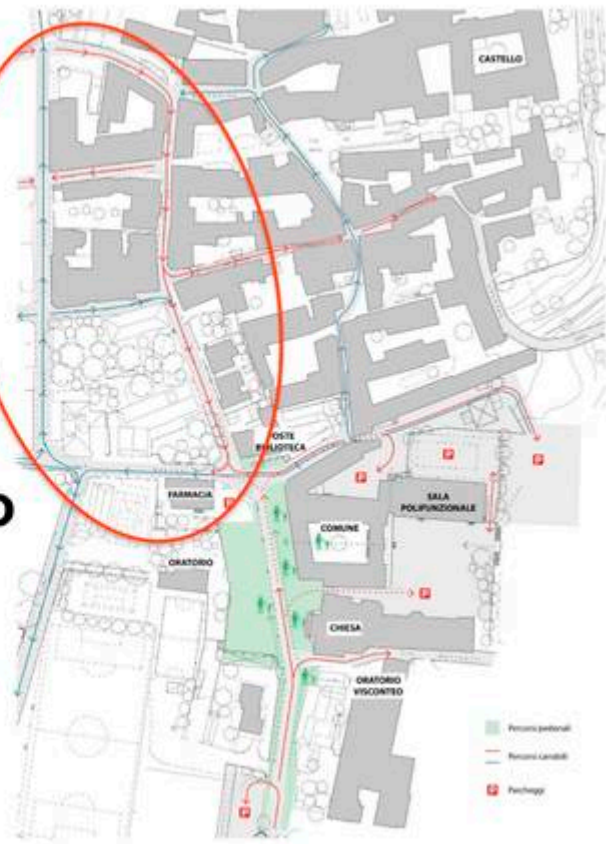 CASTELLO
POSTE
BIBLIOTECA
FARMACIA
SALA
POLIFUNZIONALE
COMUNE
ORATORIO
CHIESA
ORATORIO
VISCONTEO
P
P
P
P
P
P
Percorsi pedonali
Percorsi carrabili
P Parcheggi